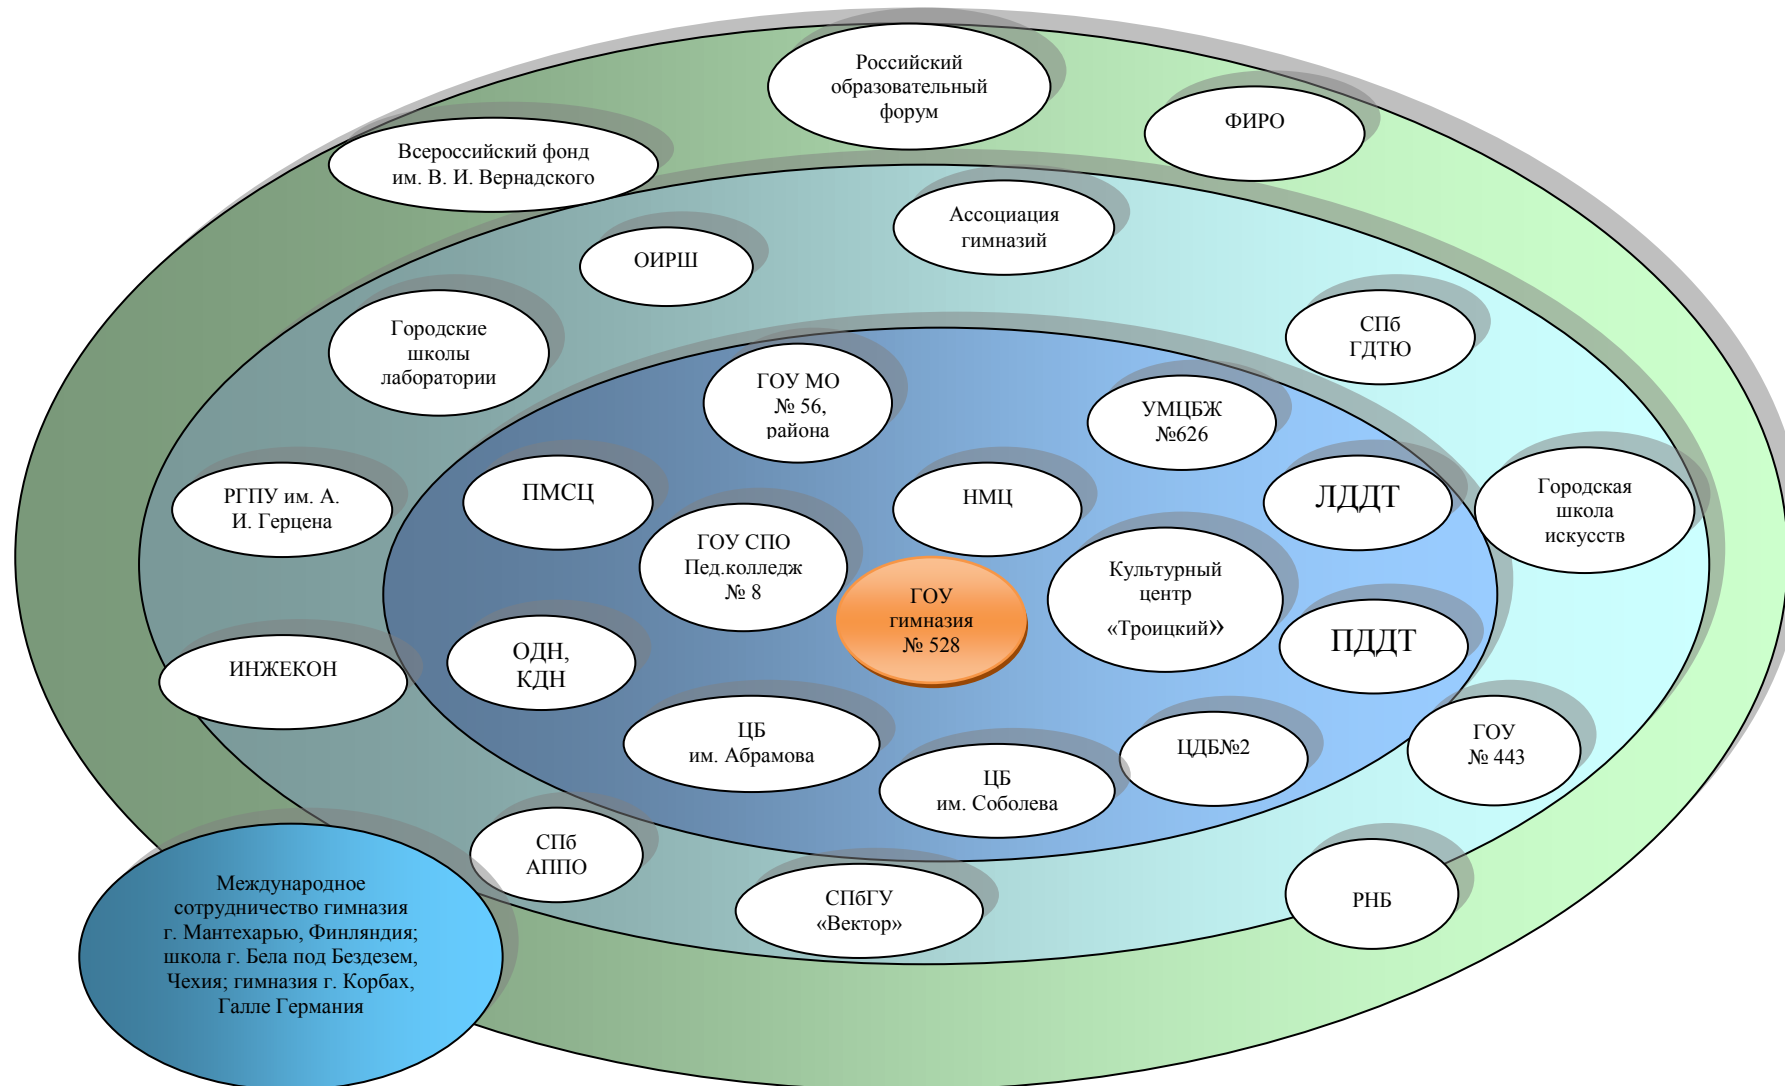 Российский
образовательный
форум
ФИРО
Всероссийский фонд
им. В. И. Вернадского
Ассоциация
гимназий
ОИРШ
Городские
школы
лаборатории
СПб
ГДТЮ
ГОУ МО
№ 56,
района
УМЦБЖ
№626
РГПУ им. А.
И. Герцена
ПМСЦ
НМЦ
ЛДДТ
Городская
школа
искусств
ГОУ СПО
Пед.колледж
№ 8
ГОУ
гимназия
№ 528
Культурный
центр
«Троицкий»
ПДДТ
ИНЖЕКОН
ОДН,
КДН
ЦБ
им. Абрамова
ЦБ
им. Соболева
ЦДБ№2
ГОУ
№ 443
СПб
АППО
СПбГУ
«Вектор»
РНБ
Международное
сотрудничество гимназия
г. Мантехарью, Финляндия;
школа г. Бела под Бездезем,
Чехия; гимназия г. Корбах,
Галле Германия